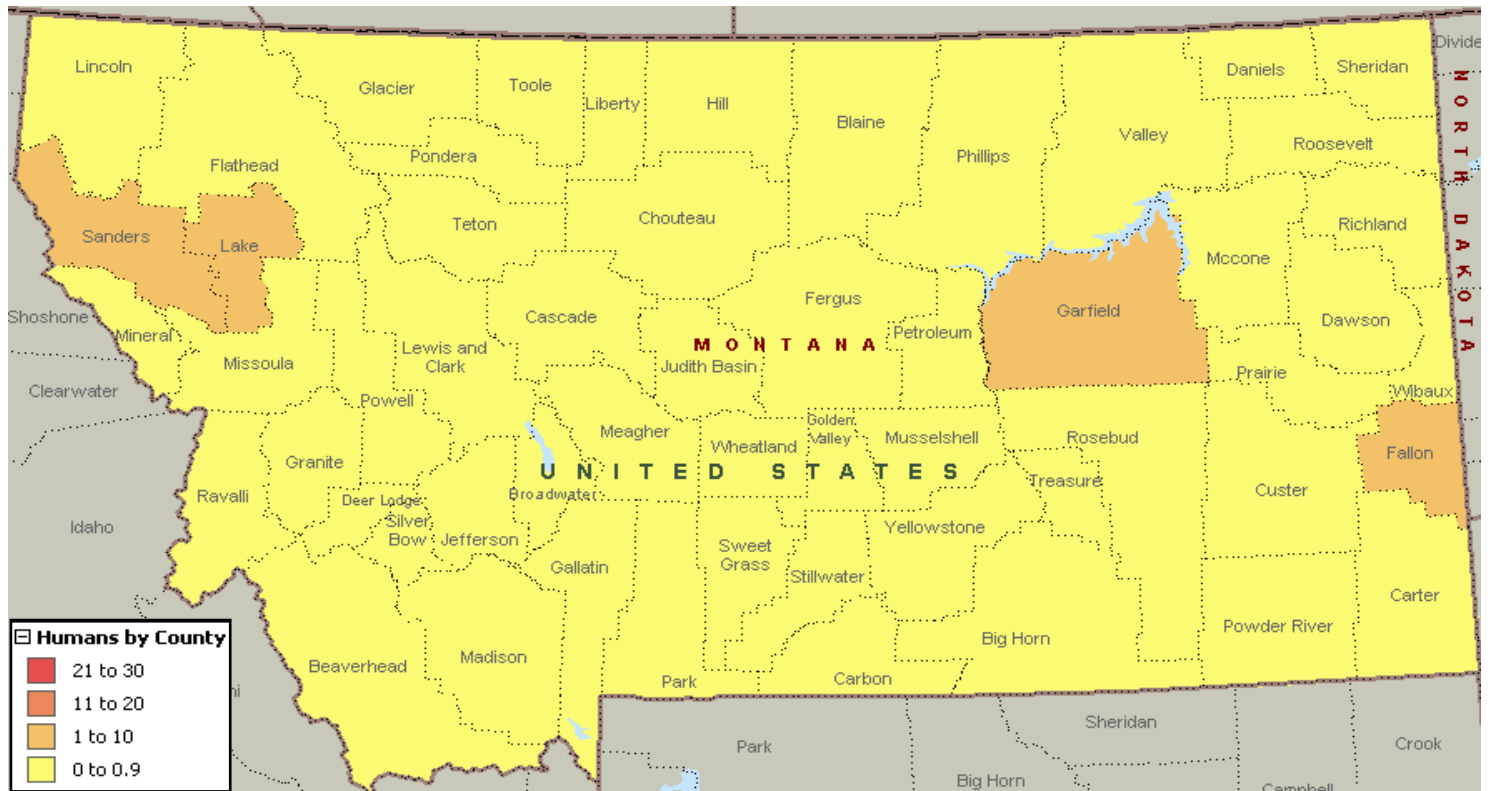 Divide
Lincoln
Glacier
Toole
Liberty
Hill
Blaine
Daniels
Sheridan
Valley
Roosevelt
Phillips
Pondera
Flathead
Teton
Chouteau
Richland
Sanders
Lake
Mccone
NORTH DAKOTA
Fergus
Garfield
Dawson
Shoshone
Mineral
Cascade
Petroleum
MONTANA
Missoula
Lewis and
Clark
Judith Basin
Prairie
Clearwater
Powell
Wibaux
Meagher
Wheatland
Golden
Valley
Musselshell
Rosebud
Granite
Fallon
UNITED STATES
Ravalli
Deer Lodge
Broadwater
Treasure
Custer
Idaho
Silver
Bow
Jefferson
Yellowstone
Gallatin
Sweet
Grass
Stillwater
Carter
Powder River
Big Horn
Madison
Beaverhead
Park
Carbon
Humans by County
21 to 30
11 to 20
1 to 10
0 to 0.9
Park
Sheridan
Crook
Big Horn
Campbell